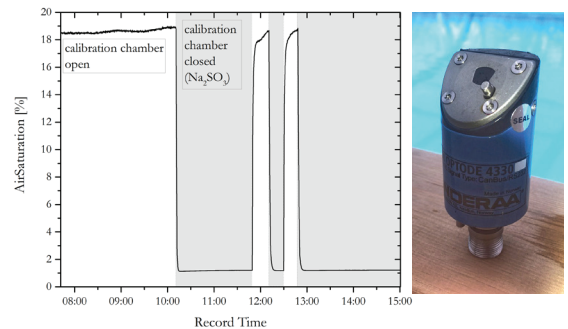 20
18
16
14
12
10
8
6
4
2
0
AirSaturation [%]
calibration chamber
open
calibration
chamber
closed
(Na₂SO₃)
08:00 09:00 10:00 11:00 12:00 13:00 14:00 15:00
Record Time
SEAL
OPTODE 4330